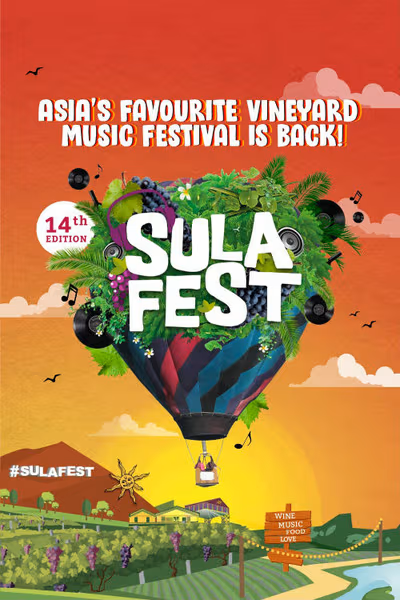 ASIA'S FAVOURITE VINEYARD
MUSIC FESTIVAL IS BACK!
14th
EDITION
SULA
FEST
#SULAFEST
WINE
MUSIC
FOOD
LOVE